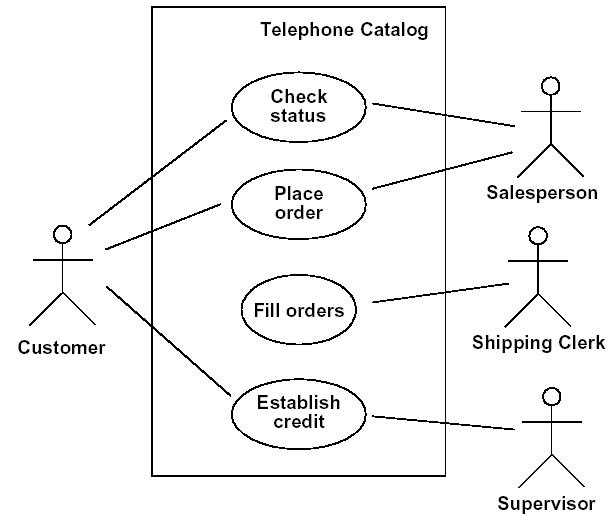 Telephone Catalog
Check
status
Salesperson
Place
order
Customer
Fill orders
Shipping Clerk
Establish
credit
Supervisor